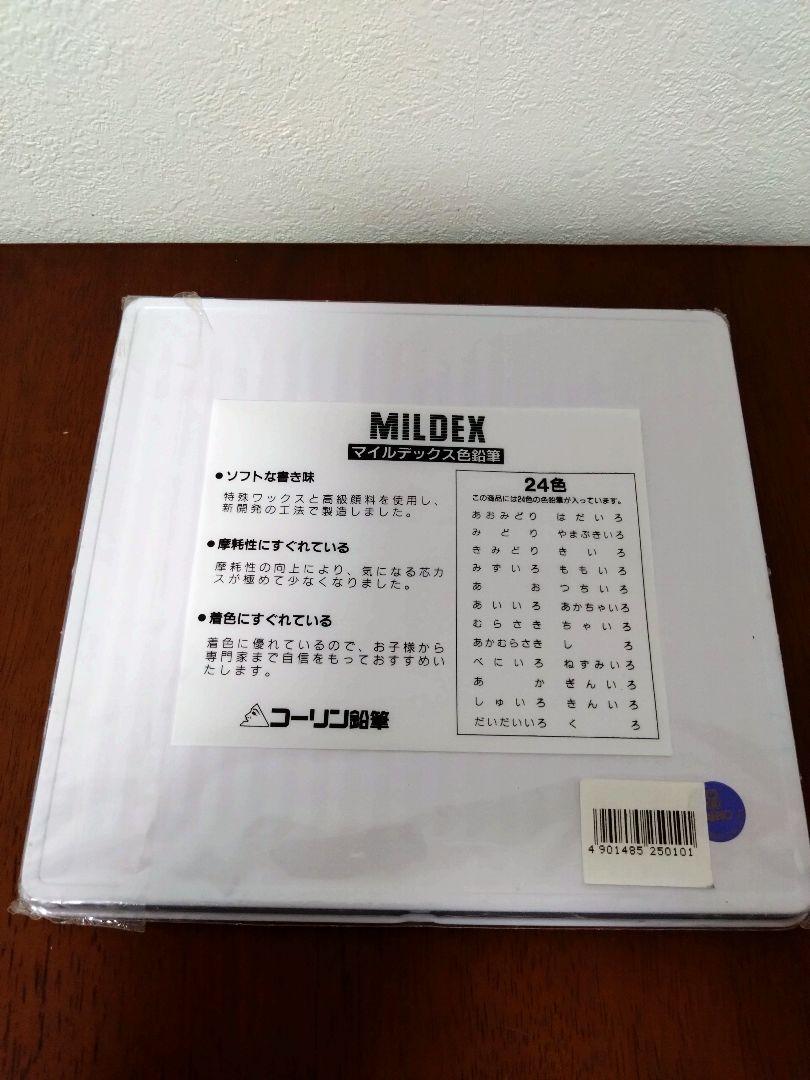 MILDEX
マイルデックス色鉛筆
●ソフトな書き味
特殊ワックスと高級顔料を使用し、
新開発の工法で製造しました。
●摩耗性にすぐれている
摩耗性の向上により、気になる芯カ
スが極めて少なくなりました。
●着色にすぐれている
着色に優れているので、お子様から
専門家まで自信をもっておすすめい
たします。
コーリン鉛筆
24色
この商品には24色の色鉛筆が入っています。
あおみどり はだいろ
みどり やまぶきいろ
きみどり きいろ
みずいろ ももいろ
あお つちいろ
あいいろ あかちゃいろ
むらさき ちゃいろ
あかむらさき しろ
べにいろ ねずみいろ
あか ぎんいろ
しゅいろ きんいろ
だいだいいろ くろ
4 901485 250101